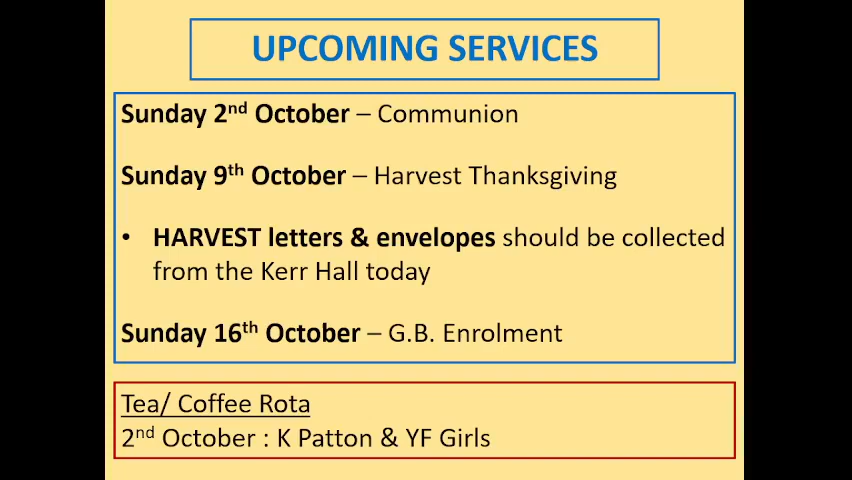 UPCOMING SERVICES
Sunday 2nd October – Communion
Sunday 9th October – Harvest Thanksgiving
• HARVEST letters & envelopes should be collected
from the Kerr Hall today
Sunday 16th October – G.B. Enrolment
Tea/ Coffee Rota
2nd October : K Patton & YF Girls